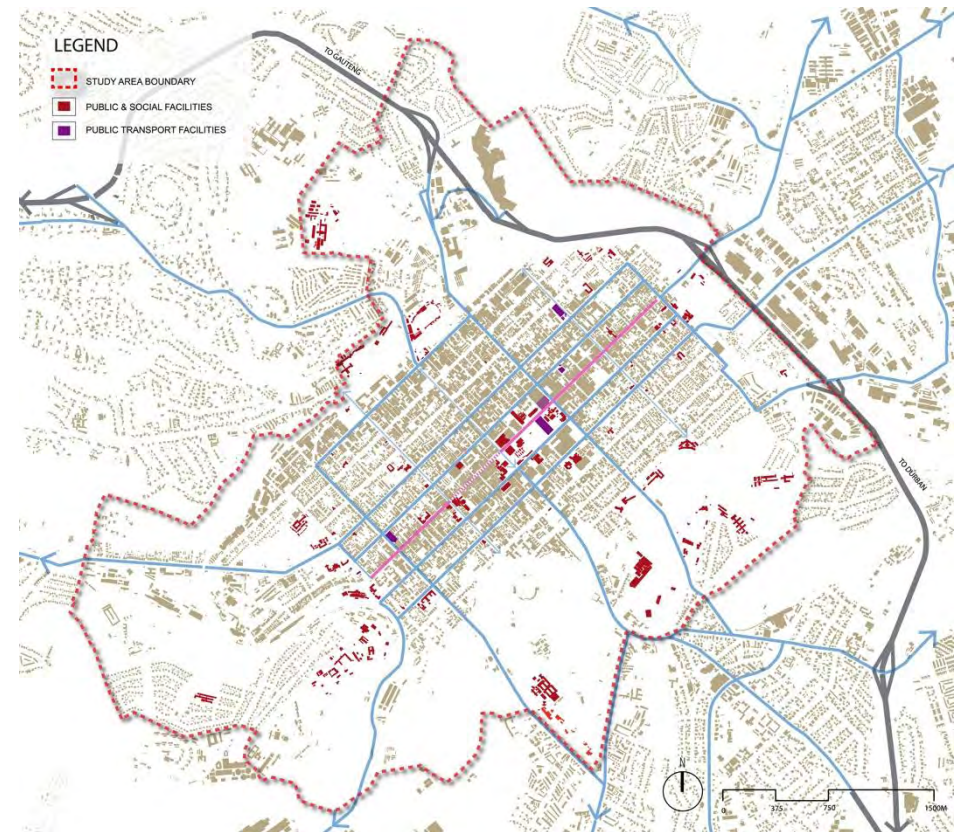 LEGEND
STUDY AREA BOUNDARY
PUBLIC & SOCIAL FACILITIES
PUBLIC TRANSPORT FACILITIES
TO GAUTENG
TO DURBAN
N
0 375 750 1500M